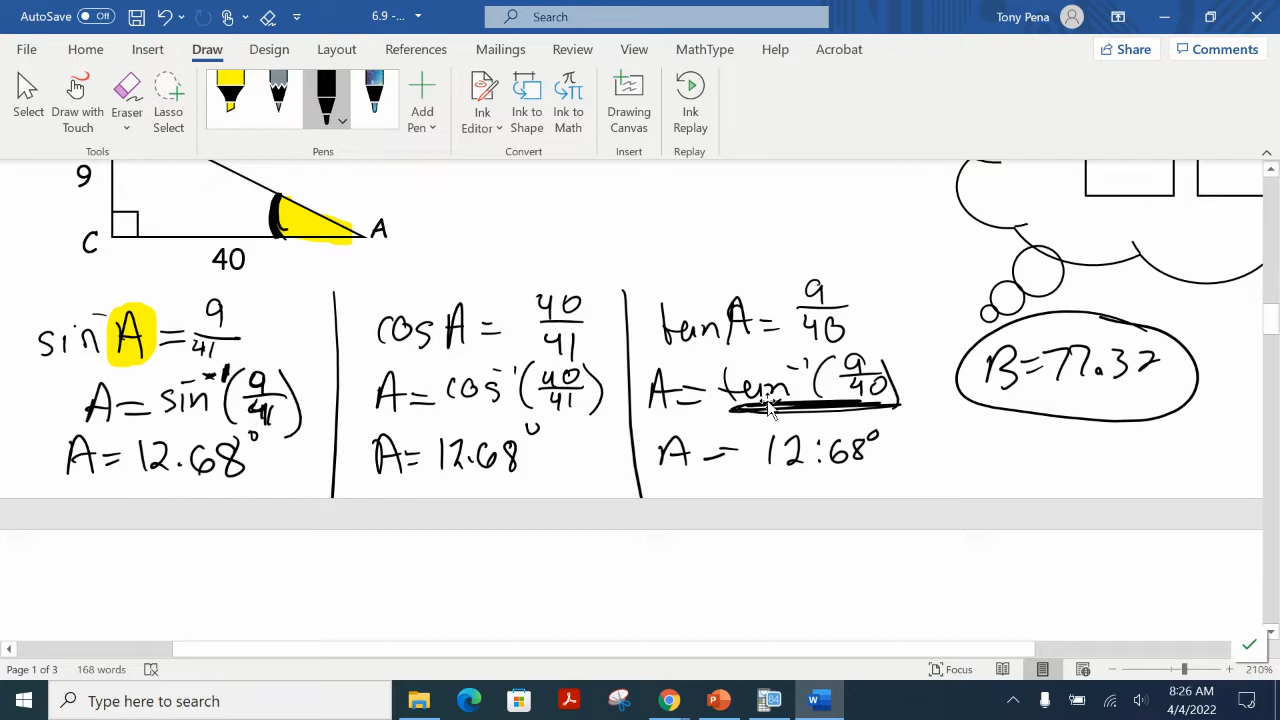 AutoSave Off 6.9 -... Search Tony Pena
File Home Insert Draw Design Layout References Mailings Review View MathType Help Acrobat Share Comments
Select Draw with Touch Eraser Lasso Select Add Pen Ink Editor Ink to Shape Ink to Math Drawing Canvas Ink Replay
Tools Pens Convert Insert Replay
9
C A
40
sin A = 9/41
A = sin⁻¹(9/41)
A = 12.68°
cos A = 40/41
A = cos⁻¹(40/41)
A = 12.68°
tan A = 9/40
A = tan⁻¹(9/40)
A = 12.68°
B = 77.32
Page 1 of 3 168 words Focus 210%
Type here to search 8:26 AM
4/4/2022